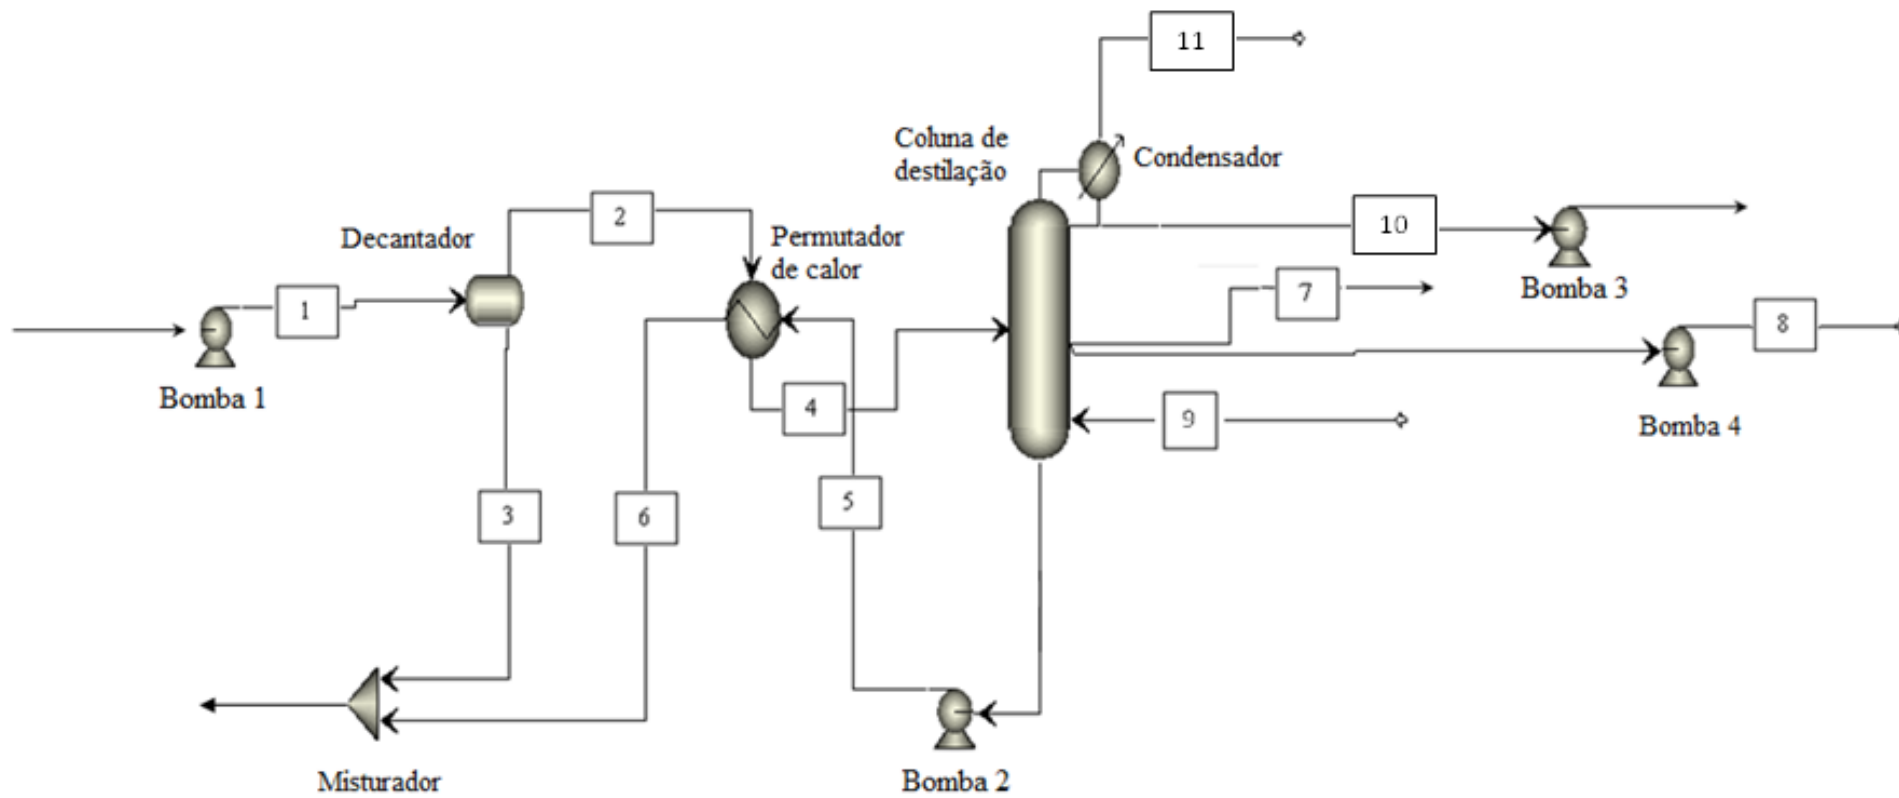 11
Coluna de
destilação
Condensador
2
10
Decantador
Permutador
de calor
7
Bomba 3
1
8
Bomba 1
4
9
Bomba 4
3
6
5
Misturador
Bomba 2